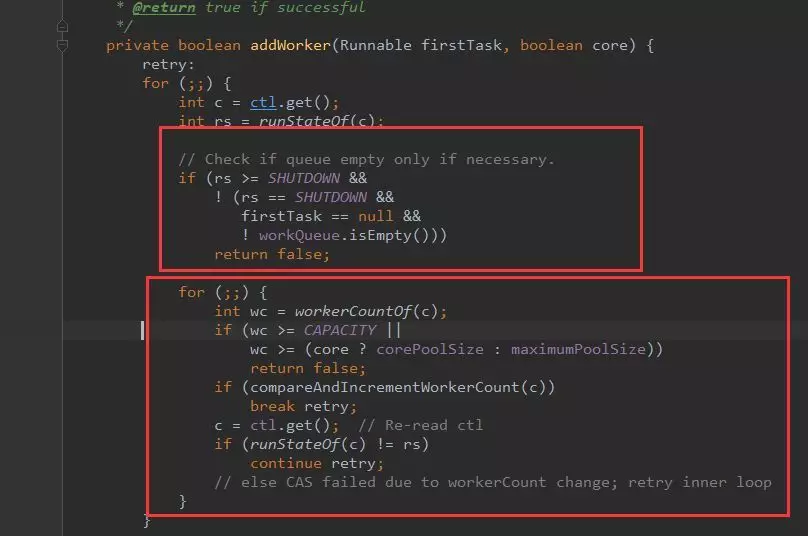 * @return true if successful
*/
private boolean addWorker(Runnable firstTask, boolean core) {
retry:
for (;;) {
int c = ctl.get();
int rs = runStateOf(c);
// Check if queue empty only if necessary.
if (rs >= SHUTDOWN &&
! (rs == SHUTDOWN &&
firstTask == null &&
! workQueue.isEmpty()))
return false;
for (;;) {
int wc = workerCountOf(c);
if (wc >= CAPACITY ||
wc >= (core ? corePoolSize : maximumPoolSize))
return false;
if (compareAndIncrementWorkerCount(c))
break retry;
c = ctl.get();  // Re-read ctl
if (runStateOf(c) != rs)
continue retry;
// else CAS failed due to workerCount change; retry inner loop
}
}